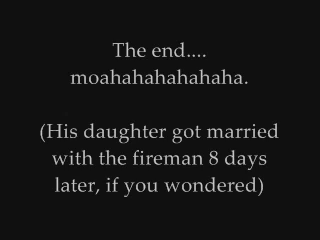 The end....
moahahahahahaha.
(His daughter got married
with the fireman 8 days
later, if you wondered)